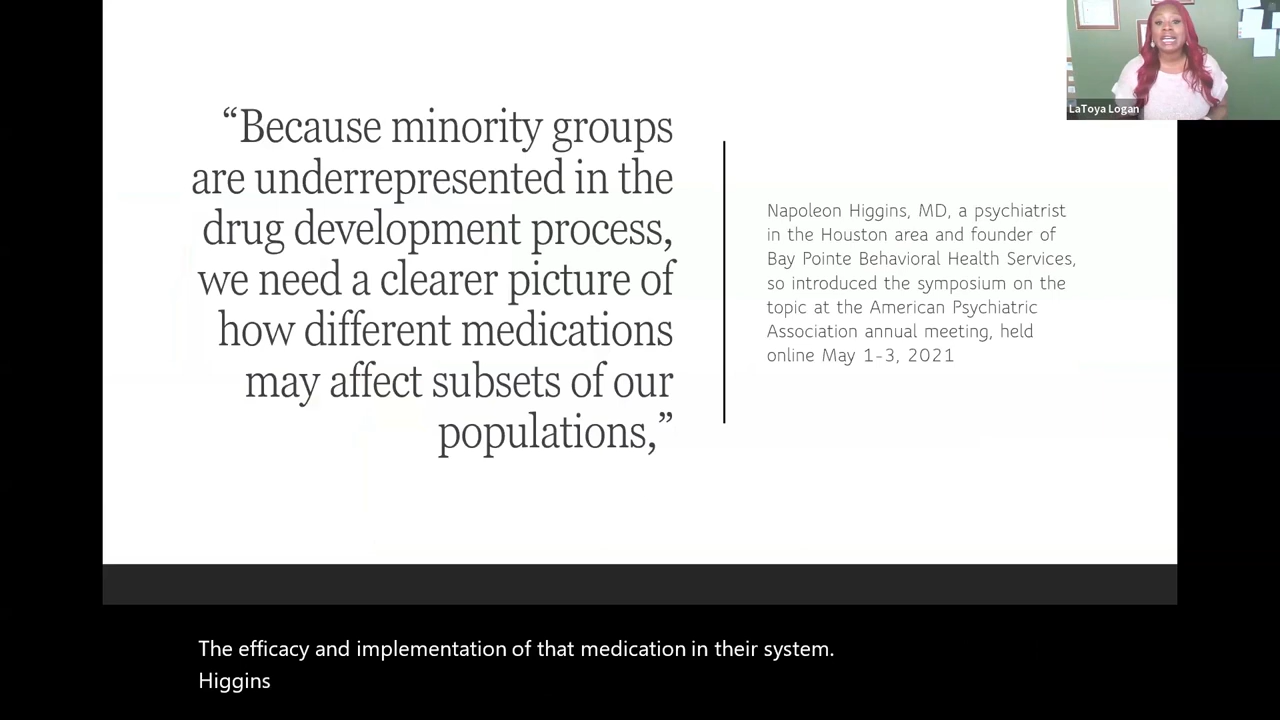 LaToya Logan
“Because minority groups
are underrepresented in the
drug development process,
we need a clearer picture of
how different medications
may affect subsets of our
populations,”
Napoleon Higgins, MD, a psychiatrist
in the Houston area and founder of
Bay Pointe Behavioral Health Services,
so introduced the symposium on the
topic at the American Psychiatric
Association annual meeting, held
online May 1-3, 2021
The efficacy and implementation of that medication in their system.
Higgins